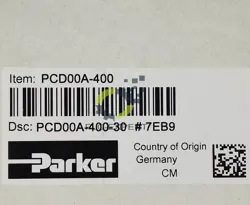 Item: PCD00A-400
Dsc: PCD00A-400-30 # 7EB9
Parker
Country of Origin
Germany
CM